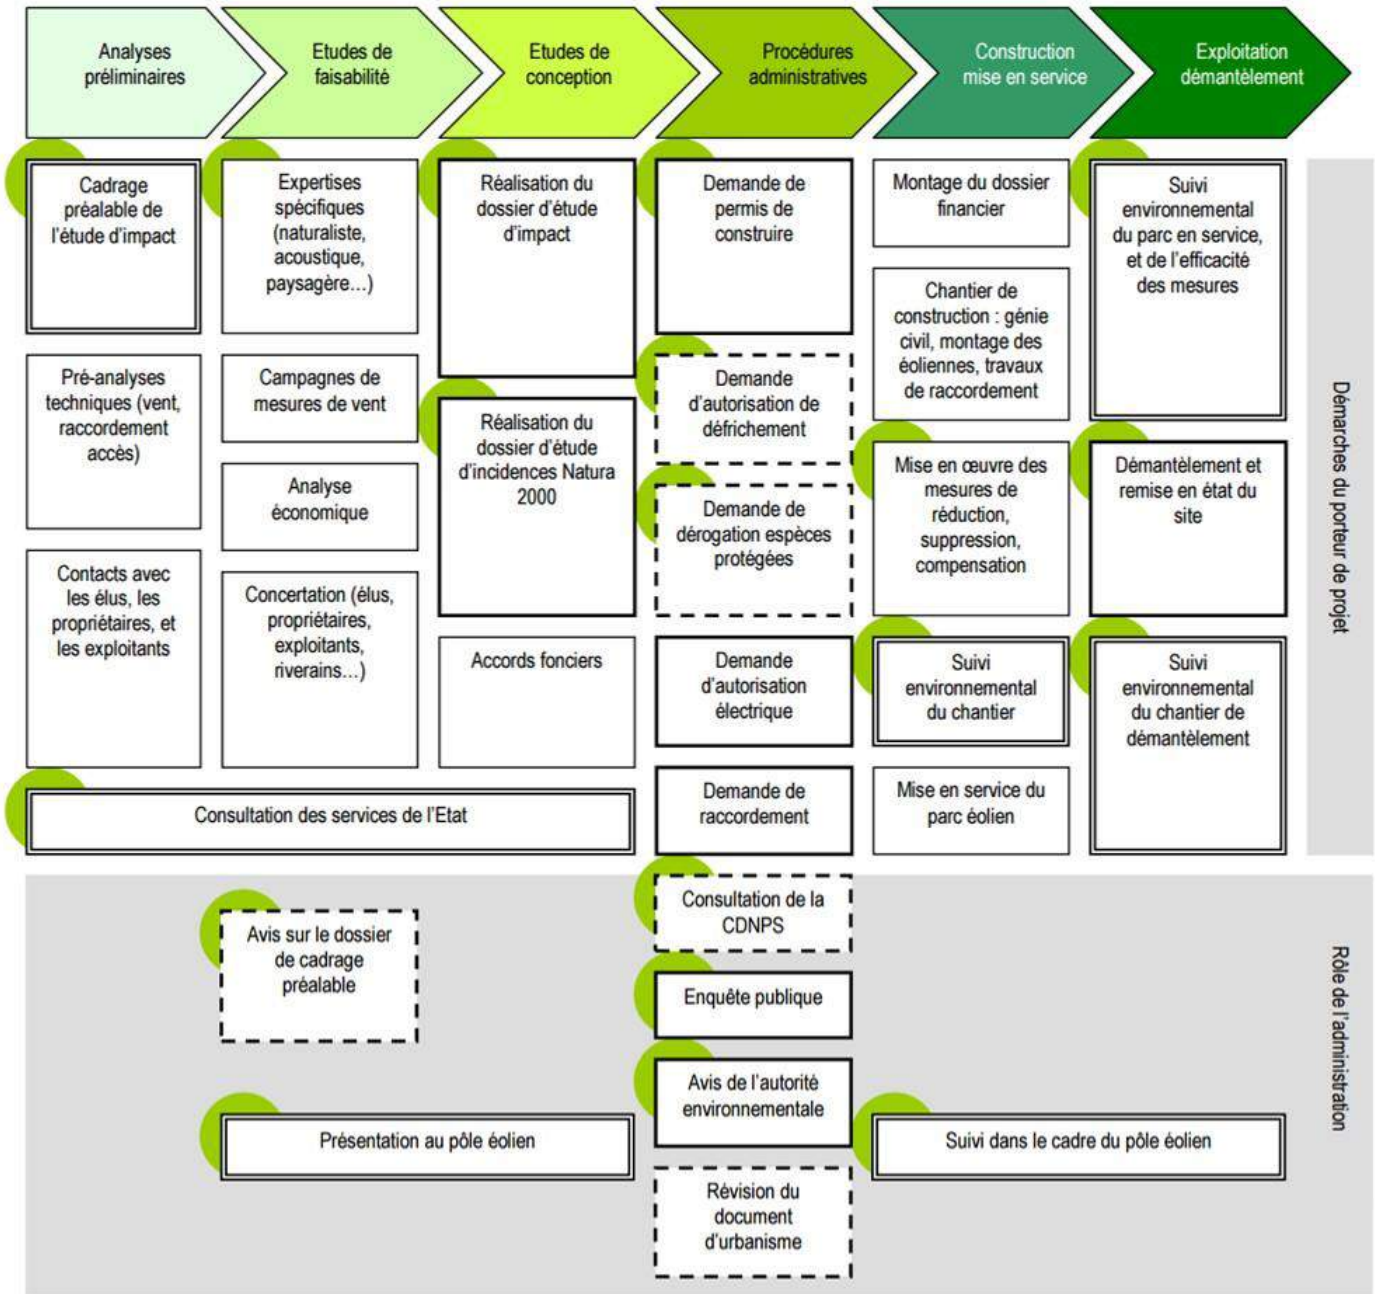 Analyses
préliminaires
Etudes de
faisabilité
Etudes de
conception
Procédures
administratives
Construction
mise en service
Exploitation
démantèlement
Cadrage
préalable de
l’étude d’impact
Pré-analyses
techniques (vent,
raccordement
accès)
Contacts avec
les élus, les
propriétaires, et
les exploitants
Expertises
spécifiques
(naturaliste,
acoustique,
paysagère…)
Campagnes de
mesures de vent
Analyse
économique
Concertation (élus,
propriétaires,
exploitants,
riverains…)
Réalisation du
dossier d’étude
d’impact
Réalisation du
dossier d’étude
d’incidences Natura
2000
Accords fonciers
Consultation des services de l’Etat
Demande de
permis de
construire
Demande
d’autorisation de
défrichement
Demande de
dérogation espèces
protégées
Demande
d’autorisation
électrique
Demande de
raccordement
Montage du dossier
financier
Chantier de
construction : génie
civil, montage des
éoliennes, travaux
de raccordement
Mise en œuvre des
mesures de
réduction,
suppression,
compensation
Suivi
environnemental
du chantier
Mise en service du
parc éolien
Suivi
environnemental
du parc en service,
et de l’efficacité
des mesures
Démantèlement et
remise en état du
site
Suivi
environnemental
du chantier de
démantèlement
Démarches du porteur de projet
Avis sur le dossier
de cadrage
préalable
Présentation au pôle éolien
Consultation de la
CDNPS
Enquête publique
Avis de l’autorité
environnementale
Révision du
document
d’urbanisme
Suivi dans le cadre du pôle éolien
Rôle de l’administration